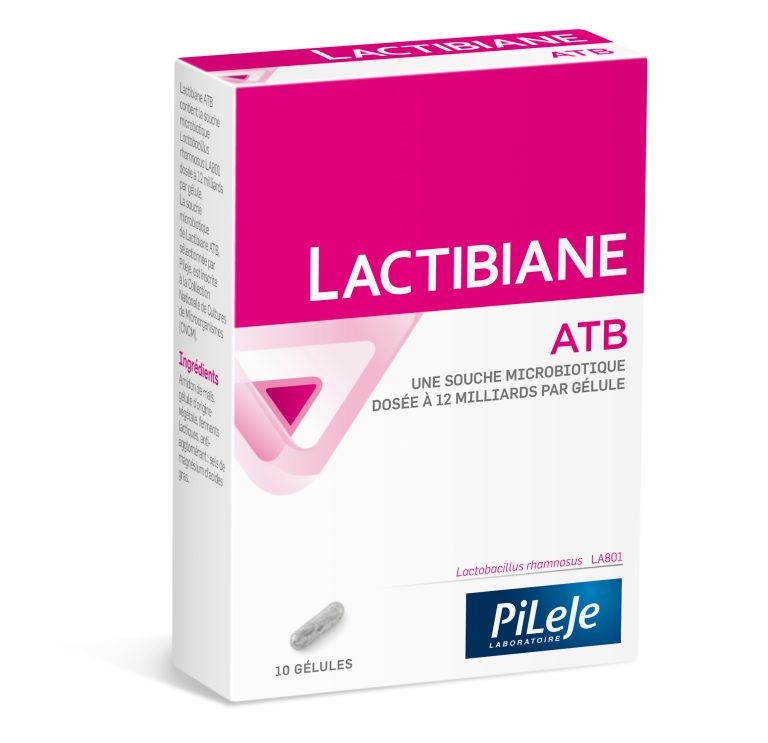 LACTIBIANE
ATB
Lactibiane ATB
contient la souche
microbiotique
Lactobacillus
rhamnosus LA801
dosée à 12 milliards
par gélule.
La souche
microbiotique
de Lactibiane ATB,
sélectionnée par
Pileje, est inscrite
à la Collection
Nationale de Cultures
de Microorganismes
(CNCM).
Ingrédients
Amidon de maïs,
gélule d'origine
végétale, ferments
lactiques, anti-
agglomérant : sels de
magnésium d'acides
gras.
LACTIBIANE
ATB
UNE SOUCHE MICROBIOTIQUE
DOSÉE À 12 MILLIARDS PAR GÉLULE
Lactobacillus rhamnosus LA801
PiLeJe
LABORATOIRE
10 GÉLULES